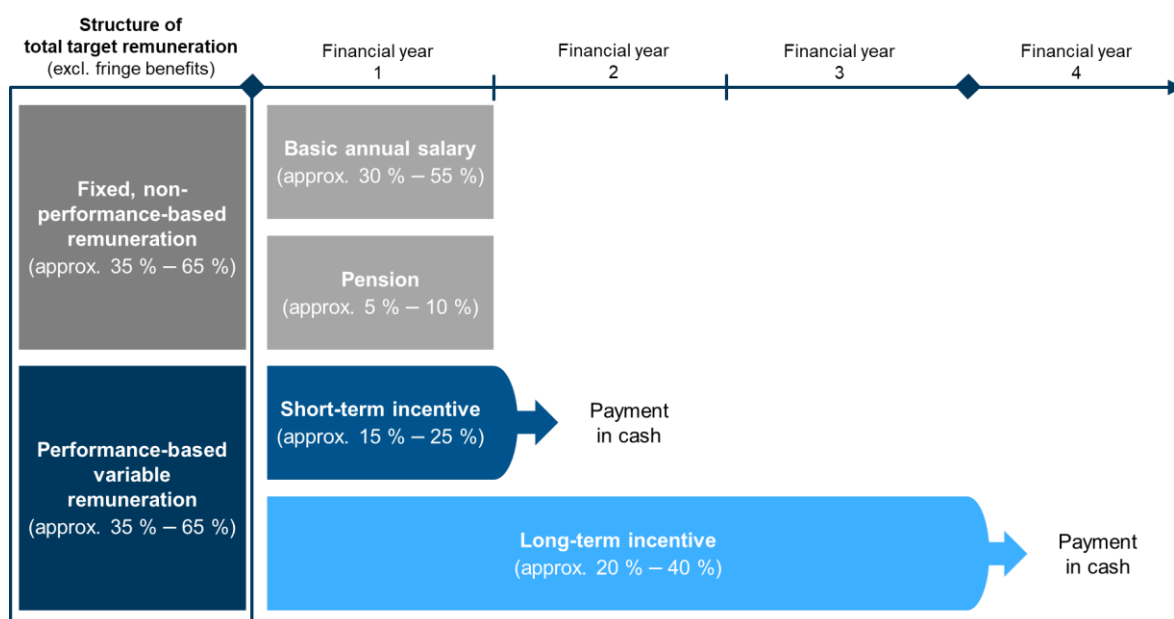 Structure of
total target remuneration
(excl. fringe benefits)
Financial year
1
Financial year
2
Financial year
3
Financial year
4
Fixed, non-
performance-based
remuneration
(approx. 35 % – 65 %)
Basic annual salary
(approx. 30 % – 55 %)
Pension
(approx. 5 % – 10 %)
Performance-based
variable
remuneration
(approx. 35 % – 65 %)
Short-term incentive
(approx. 15 % – 25 %)
Payment
in cash
Long-term incentive
(approx. 20 % – 40 %)
Payment
in cash